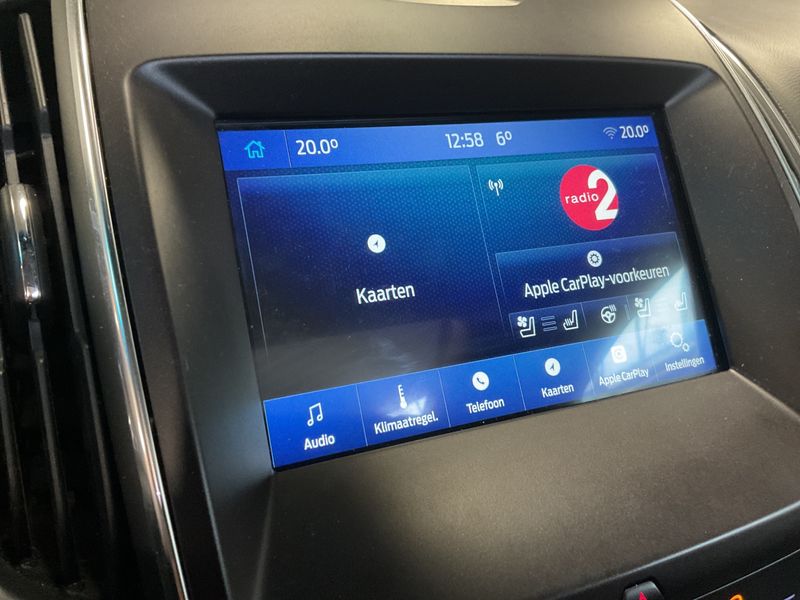 20.0° 12:58 6° 20.0°
radio 2
Kaarten
Apple CarPlay-voorkeuren
Audio Klimaatregel. Telefoon Kaarten Apple CarPlay Instellingen